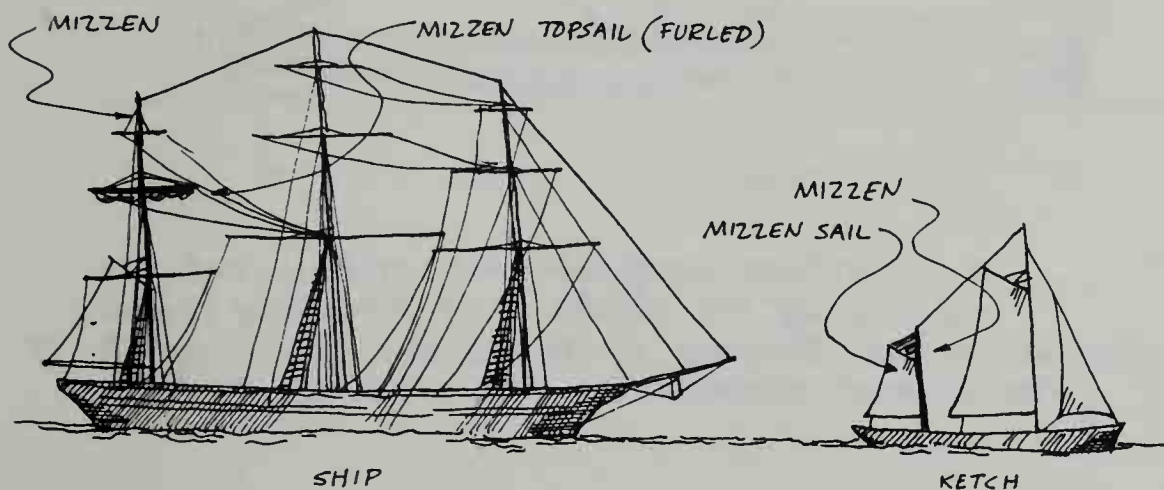 MIZZEN
MIZZEN TOPSAIL (FURLED)
MIZZEN
MIZZEN SAIL
SHIP
KETCH